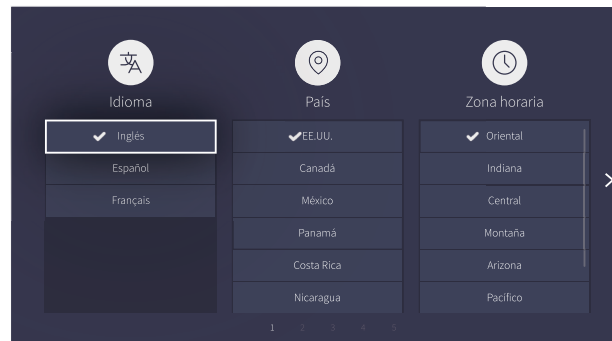 Idioma
Inglés
Español
Français
País
EE.UU.
Canadá
México
Panamá
Costa Rica
Nicaragua
Zona horaria
Oriental
Indiana
Central
Montaña
Arizona
Pacífico
1 2 3 4 5